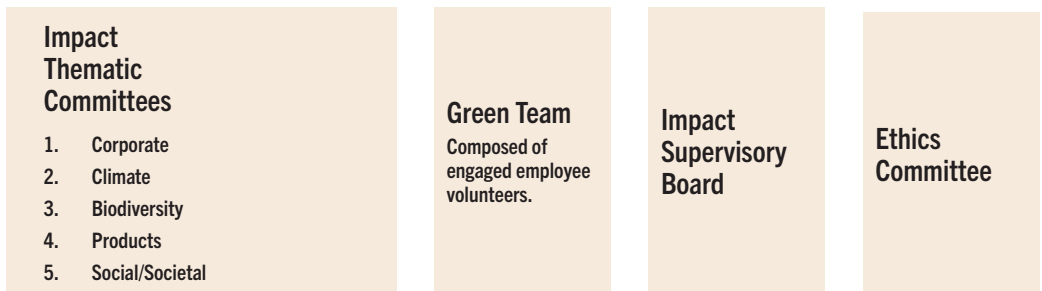 Impact
Thematic
Committees
1. Corporate
2. Climate
3. Biodiversity
4. Products
5. Social/Societal
Green Team
Composed of
engaged employee
volunteers.
Impact
Supervisory
Board
Ethics
Committee